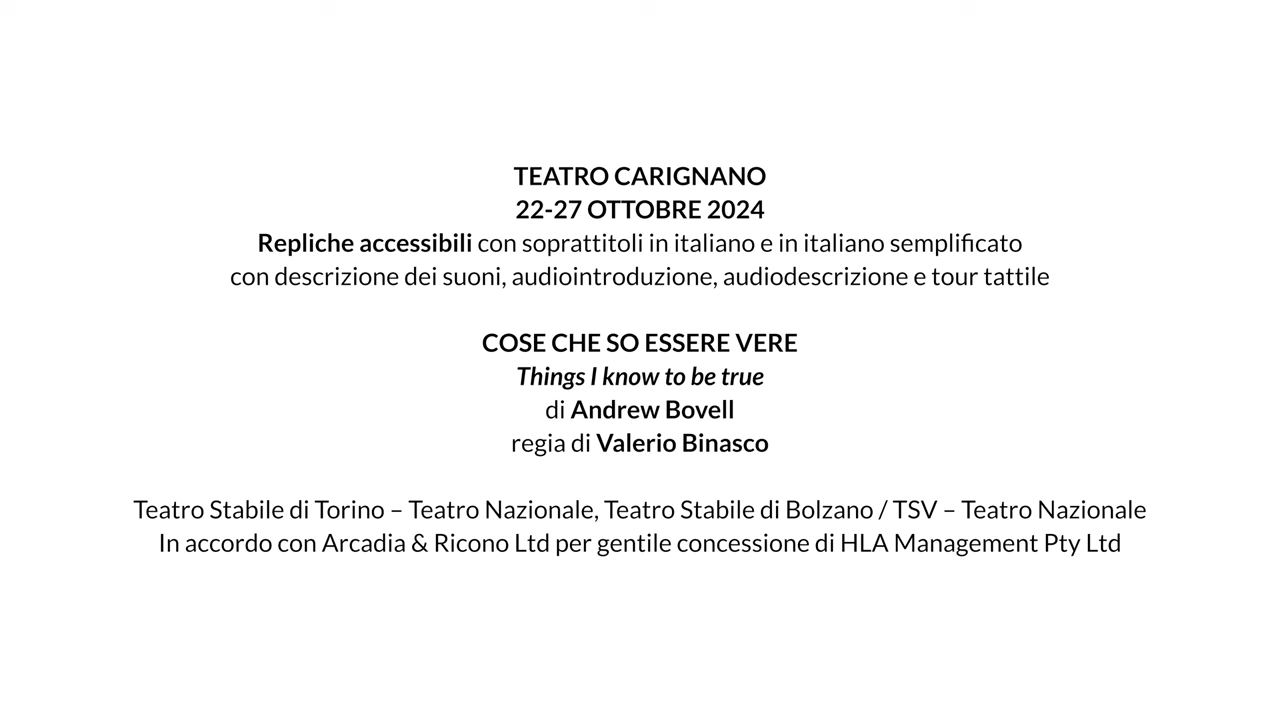 TEATRO CARIGNANO
22-27 OTTOBRE 2024
Repliche accessibili con soprattitoli in italiano e in italiano semplificato
con descrizione dei suoni, audiointroduzione, audiodescrizione e tour tattile
COSE CHE SO ESSERE VERE
Things I know to be true
di Andrew Bovell
regia di Valerio Binasco
Teatro Stabile di Torino – Teatro Nazionale, Teatro Stabile di Bolzano / TSV – Teatro Nazionale
In accordo con Arcadia & Ricono Ltd per gentile concessione di HLA Management Pty Ltd